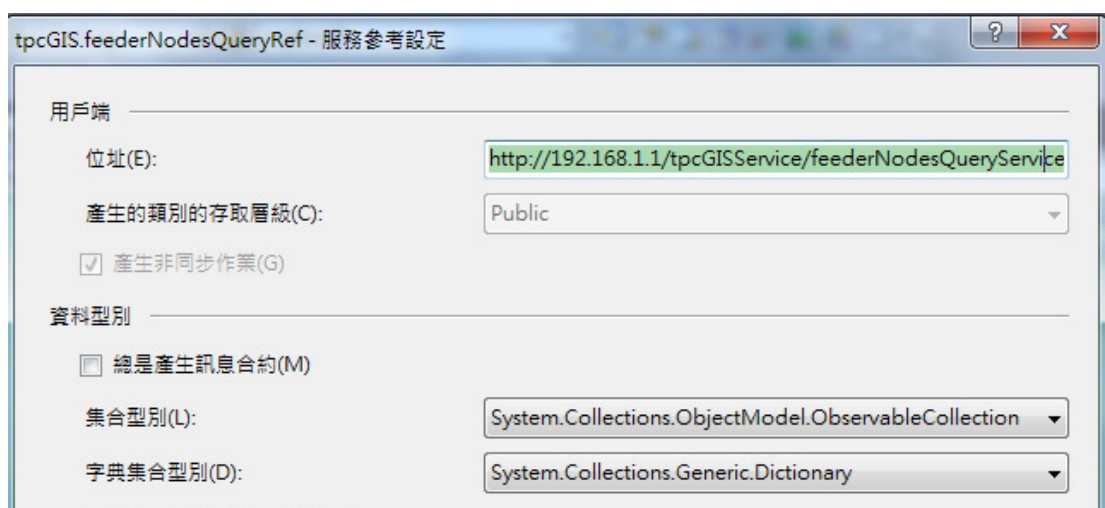 tpcGIS.feederNodesQueryRef - 服務參考設定
用戶端
位址(E): http://192.168.1.1/tpcGISService/feederNodesQueryService
產生的類別的存取層級(C): Public
產生非同步作業(G)
資料型別
總是產生訊息合約(M)
集合型別(L): System.Collections.ObjectModel.ObservableCollection
字典集合型別(D): System.Collections.Generic.Dictionary